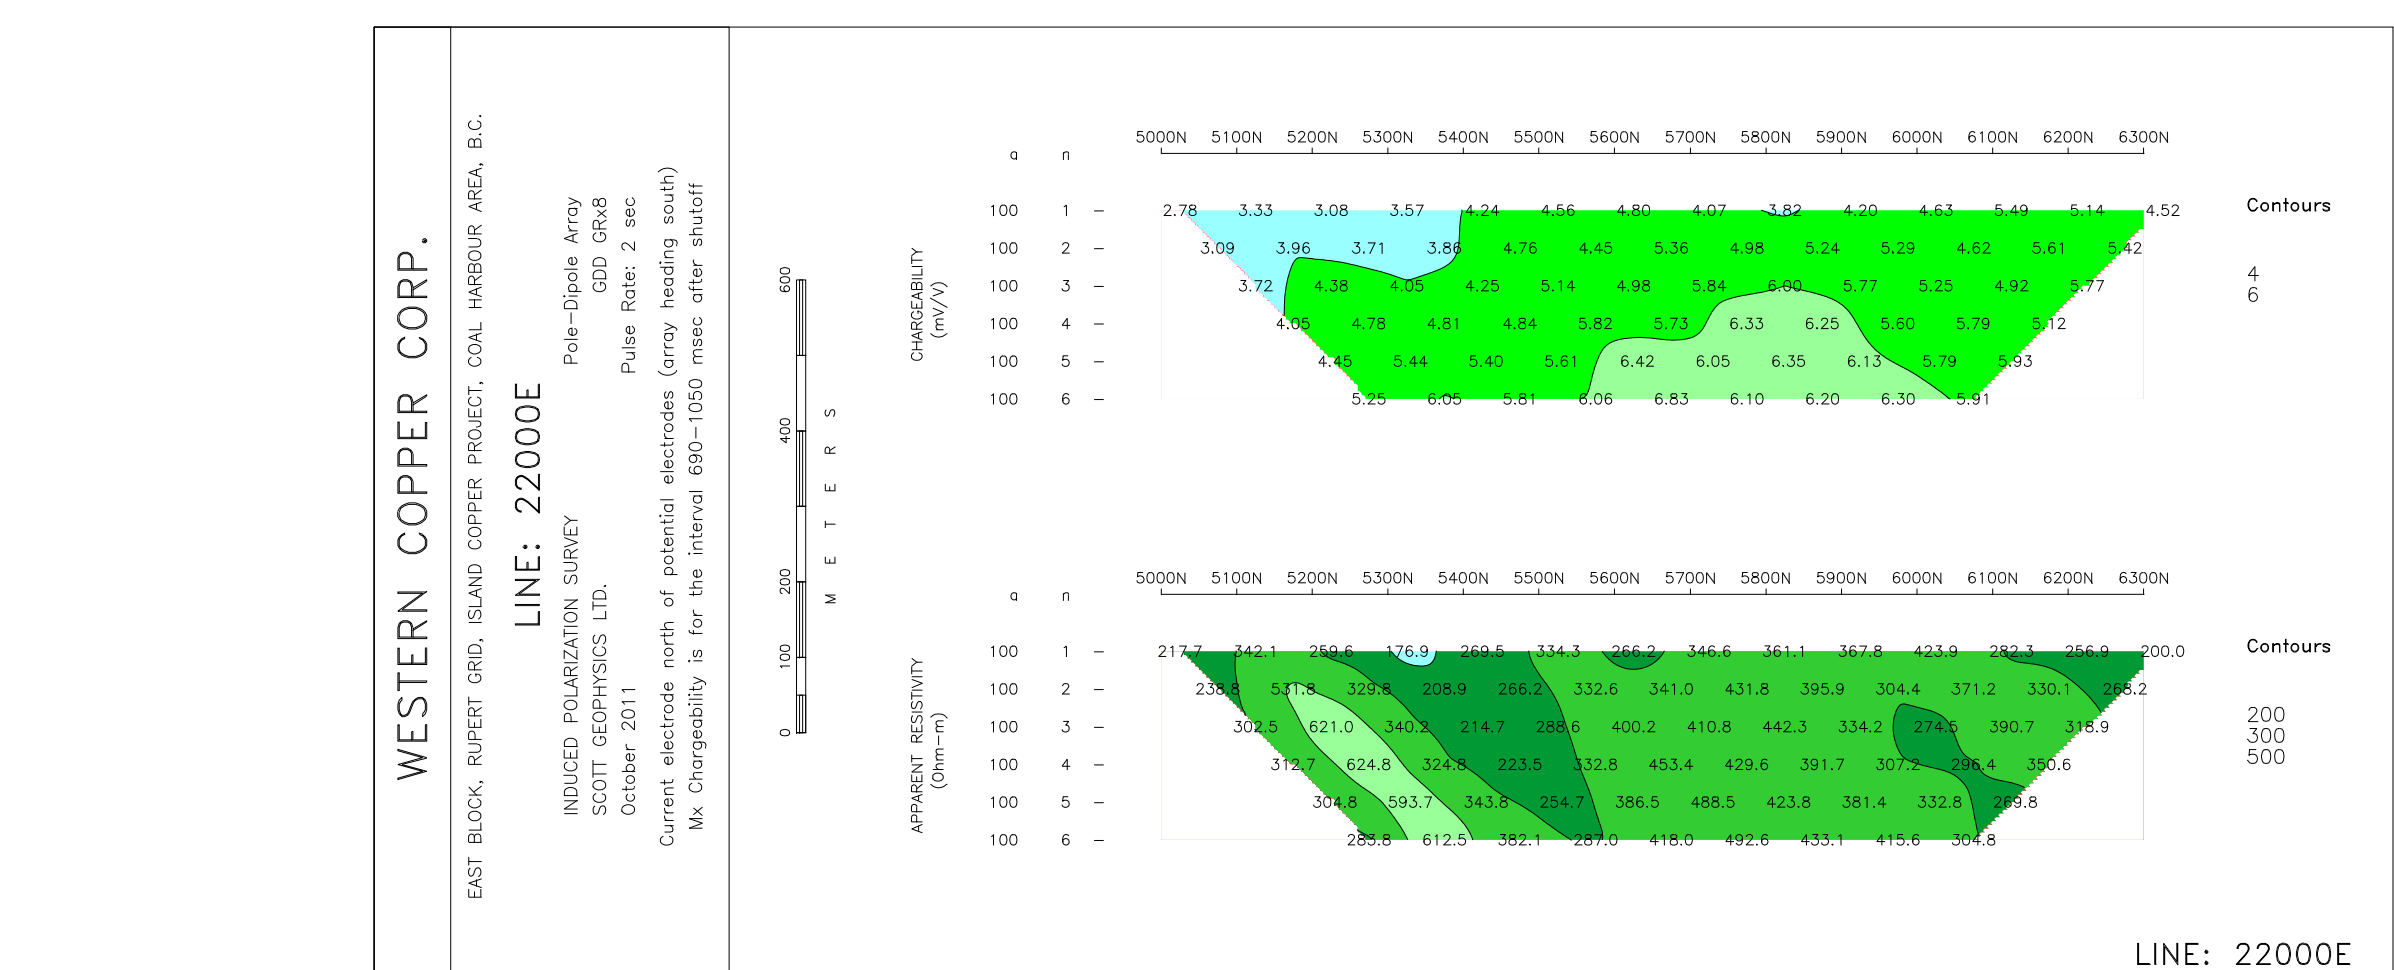 WESTERN COPPER CORP.
EAST BLOCK, RUPERT GRID, ISLAND COPPER PROJECT, COAL HARBOUR AREA, B.C.
LINE: 22000E
INDUCED POLARIZATION SURVEY Pole-Dipole Array
SCOTT GEOPHYSICS LTD. GDD GRx8
October 2011 Pulse Rate: 2 sec
Current electrode north of potential electrodes (array heading south)
Mx Chargeability is for the interval 690-1050 msec after shutoff
0 100 200 400 600
METERS
5000N 5100N 5200N 5300N 5400N 5500N 5600N 5700N 5800N 5900N 6000N 6100N 6200N 6300N
a n
CHARGEABILITY
(mV/V)
100 1 2.78 3.33 3.08 3.57 4.24 4.56 4.80 4.07 3.82 4.20 4.63 5.49 5.14 4.52
100 2 3.09 3.96 3.71 3.86 4.76 4.45 5.36 4.98 5.24 5.29 4.62 5.61 5.42
100 3 3.72 4.38 4.05 4.25 5.14 4.98 5.84 6.00 5.77 5.25 4.92 5.77
100 4 4.05 4.78 4.81 4.84 5.82 5.73 6.33 6.25 5.60 5.79 5.12
100 5 4.45 5.44 5.40 5.61 6.42 6.05 6.35 6.13 5.79 5.93
100 6 5.25 6.05 5.81 6.06 6.83 6.10 6.20 6.30 5.91
Contours
4
6
5000N 5100N 5200N 5300N 5400N 5500N 5600N 5700N 5800N 5900N 6000N 6100N 6200N 6300N
a n
APPARENT RESISTIVITY
(Ohm-m)
100 1 217.7 342.1 259.6 176.9 269.5 334.3 266.2 346.6 361.1 367.8 423.9 282.3 256.9 200.0
100 2 238.8 531.8 329.8 208.9 266.2 332.6 341.0 431.8 395.9 304.4 371.2 330.1 268.2
100 3 302.5 621.0 340.2 214.7 288.6 400.2 410.8 442.3 334.2 274.5 390.7 318.9
100 4 312.7 624.8 324.8 223.5 332.8 453.4 429.6 391.7 307.2 296.4 350.6
100 5 304.8 593.7 343.8 254.7 386.5 488.5 423.8 381.4 332.8 269.8
100 6 283.8 612.5 382.1 287.0 418.0 492.6 433.1 415.6 304.8
Contours
200
300
500
LINE: 22000E